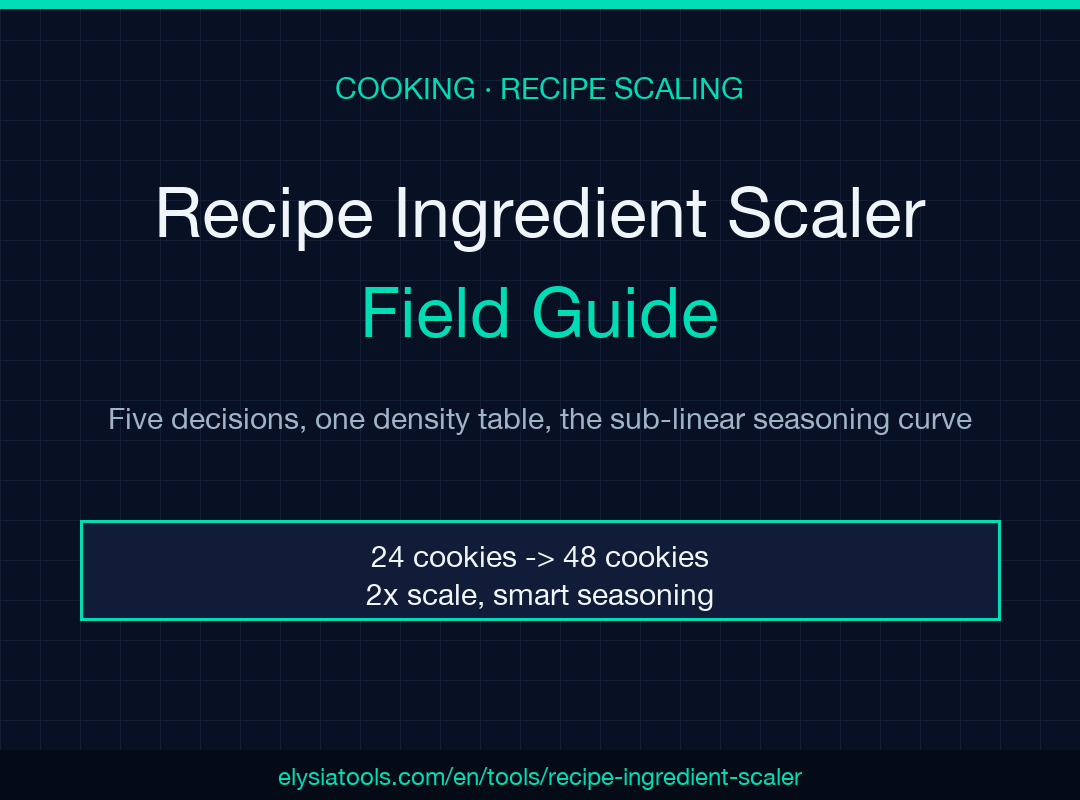 COOKING · RECIPE SCALING
Recipe Ingredient Scaler
Field Guide
Five decisions, one density table, the sub-linear seasoning curve
24 cookies -> 48 cookies
2x scale, smart seasoning
elysiatools.com/en/tools/recipe-ingredient-scaler